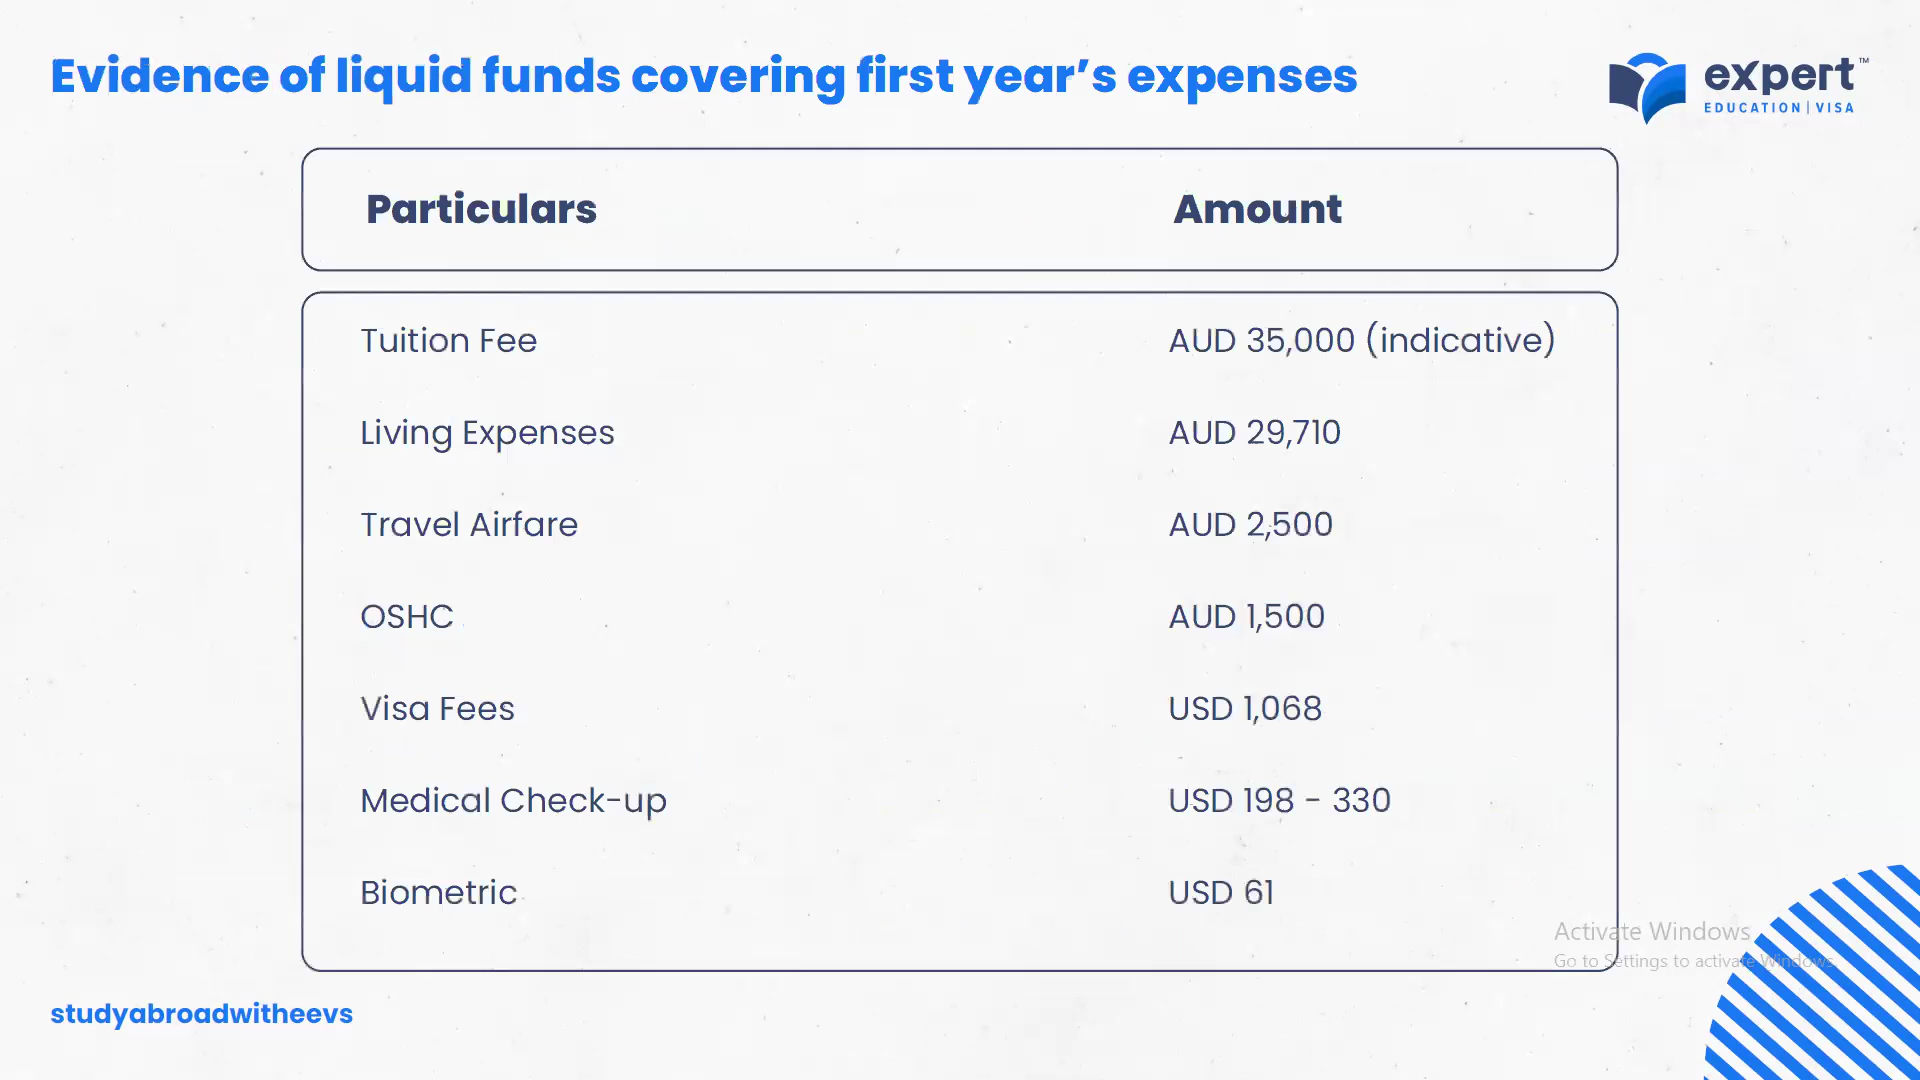 Evidence of liquid funds covering first year's expenses
expert™
EDUCATION | VISA
Particulars Amount
Tuition Fee AUD 35,000 (indicative)
Living Expenses AUD 29,710
Travel Airfare AUD 2,500
OSHC AUD 1,500
Visa Fees USD 1,068
Medical Check-up USD 198 - 330
Biometric USD 61
Activate Windows
Go to Settings to activate Windows.
studyabroadwitheevs